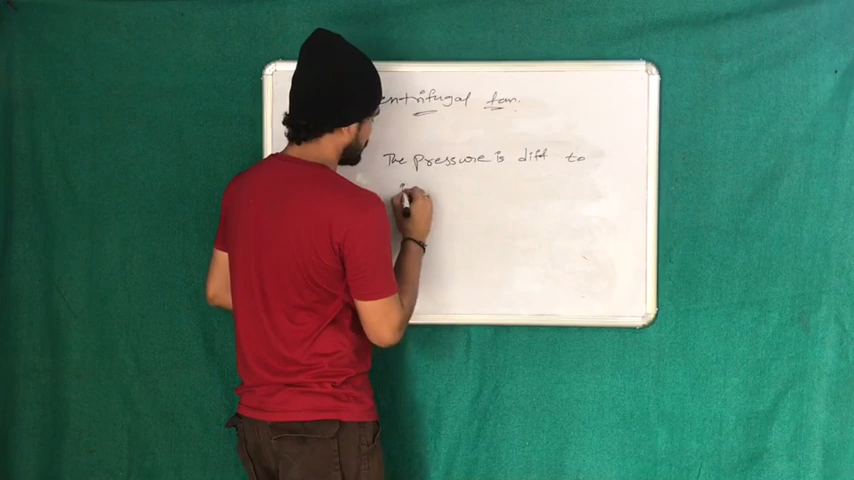 entrifugal fan.
The pressure is diff to